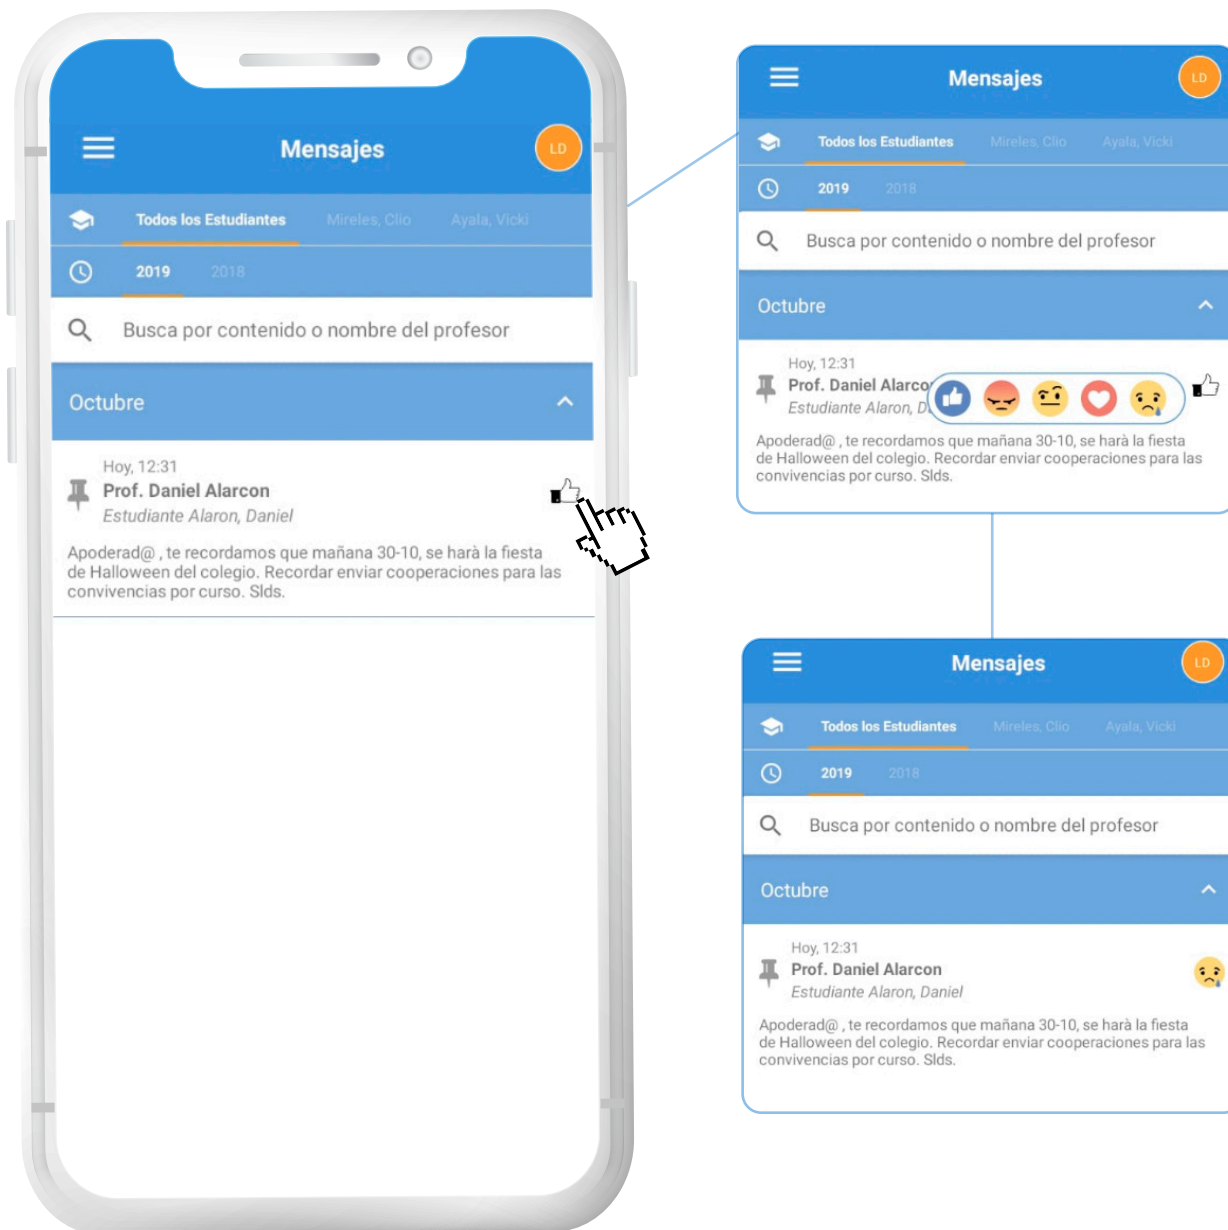 Mensajes
LD
Todos los Estudiantes Mireles, Clio Ayala, Vicki
2019 2018
Busca por contenido o nombre del profesor
Octubre
Hoy, 12:31
Prof. Daniel Alarcon
Estudiante Alaron, Daniel
Apoderad@ , te recordamos que mañana 30-10, se harà la fiesta
de Halloween del colegio. Recordar enviar cooperaciones para las
convivencias por curso. Slds.
Mensajes
LD
Todos los Estudiantes Mireles, Clio Ayala, Vicki
2019 2018
Busca por contenido o nombre del profesor
Octubre
Hoy, 12:31
Prof. Daniel Alarco
Estudiante Alaron, D
Apoderad@ , te recordamos que mañana 30-10, se harà la fiesta
de Halloween del colegio. Recordar enviar cooperaciones para las
convivencias por curso. Slds.
Mensajes
LD
Todos los Estudiantes Mireles, Clio Ayala, Vicki
2019 2018
Busca por contenido o nombre del profesor
Octubre
Hoy, 12:31
Prof. Daniel Alarcon
Estudiante Alaron, Daniel
Apoderad@ , te recordamos que mañana 30-10, se harà la fiesta
de Halloween del colegio. Recordar enviar cooperaciones para las
convivencias por curso. Slds.